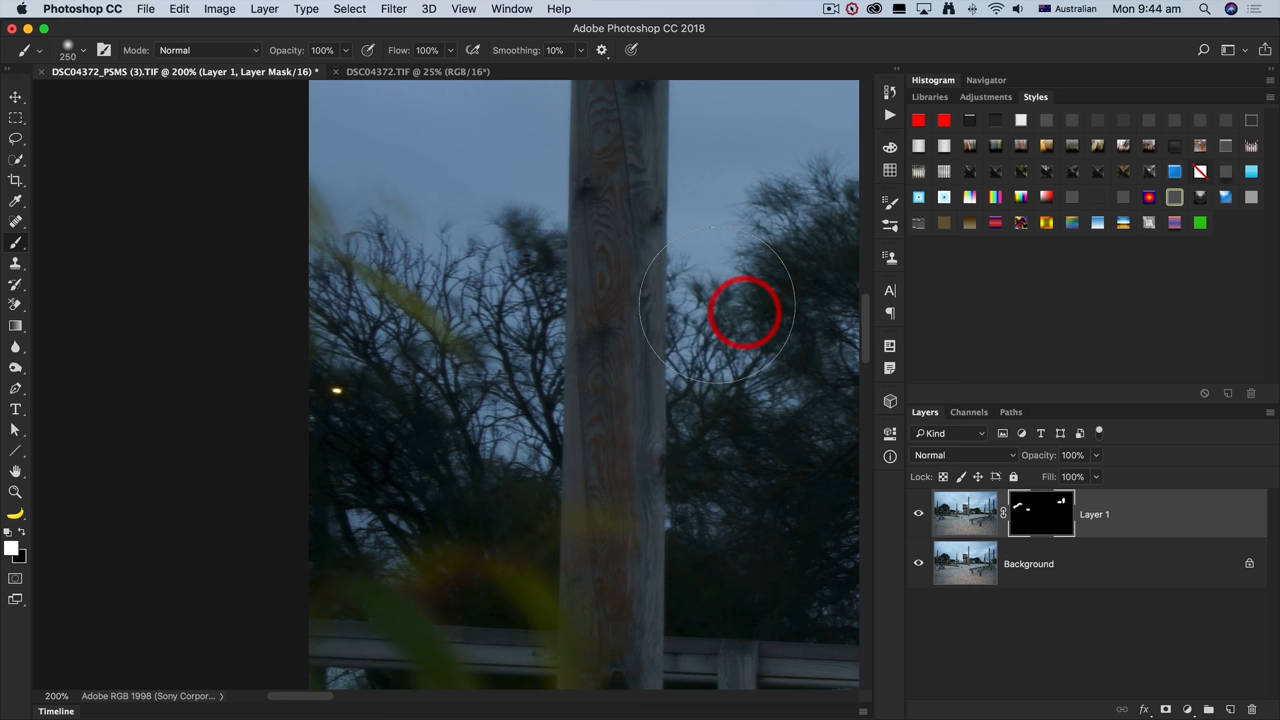 Photoshop CC File Edit Image Layer Type Select Filter 3D View Window Help Australian Mon 9:44 am
Adobe Photoshop CC 2018
250 Mode: Normal Opacity: 100% Flow: 100% Smoothing: 10%
DSC04372_PSMS (3).TIF @ 200% (Layer 1, Layer Mask/16) * DSC04372.TIF @ 25% (RGB/16*)
Histogram Navigator
Libraries Adjustments Styles
Layers Channels Paths
Kind
Normal Opacity: 100%
Lock: Fill: 100%
Layer 1
Background
200% Adobe RGB 1998 (Sony Corpor...
Timeline